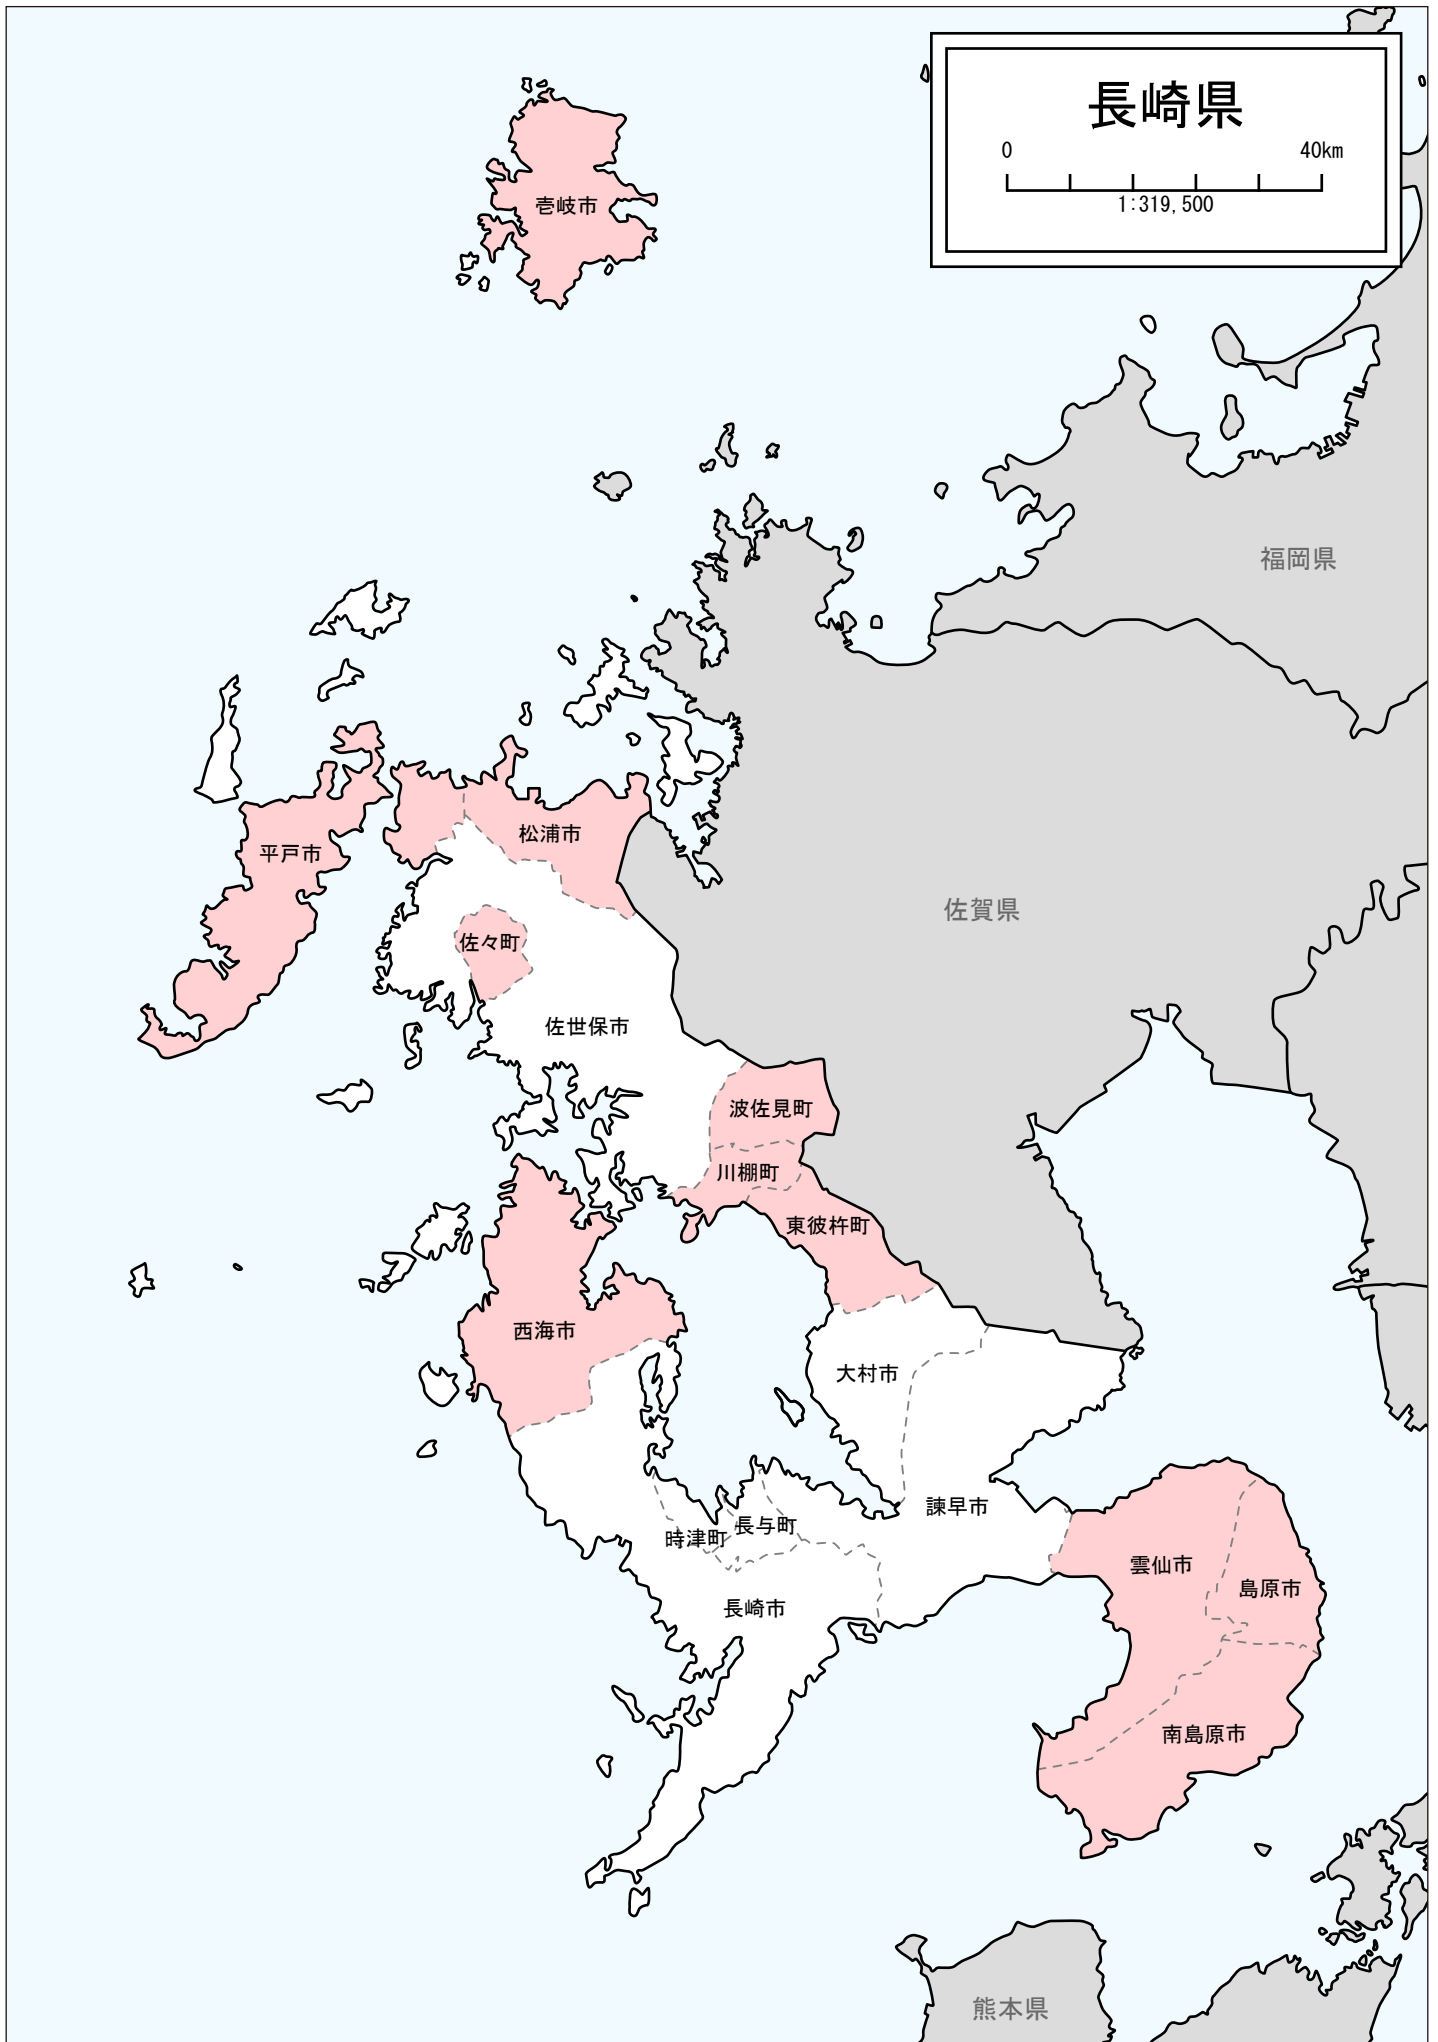 長崎県
0 40km
1:319,500
壱岐市
福岡県
松浦市
平戸市
佐賀県
佐々町
佐世保市
波佐見町
川棚町
東彼杵町
西海市
大村市
諫早市
長与町
時津町
雲仙市
島原市
長崎市
南島原市
熊本県